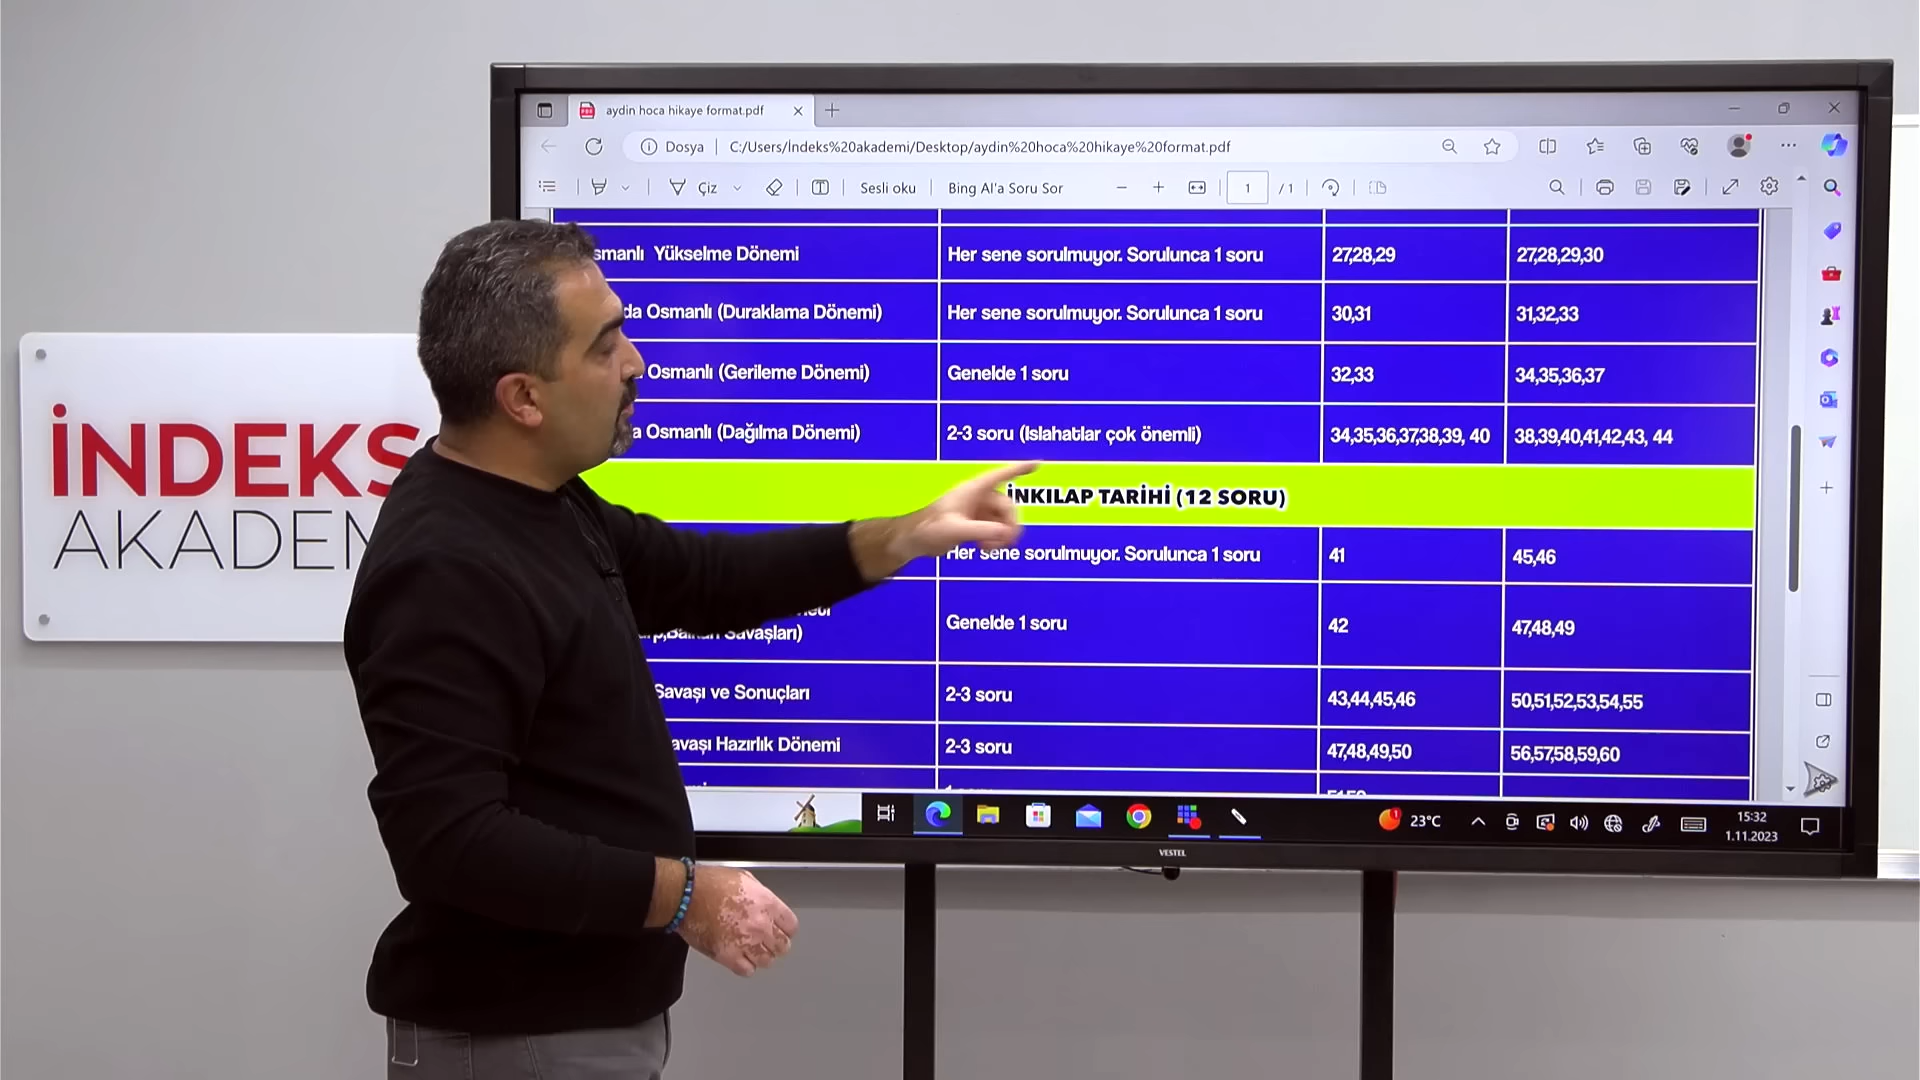 aydin hoca hikaye format.pdf
Dosya
C:/Users/İndeks%20akademi/Desktop/aydin%20hoca%20hikaye%20format.pdf
Çiz
Sesli oku
Bing AI'a Soru Sor
1
/ 1
smanlı Yükselme Dönemi
Her sene sorulmuyor. Sorulunca 1 soru
27,28,29
27,28,29,30
da Osmanlı (Duraklama Dönemi)
Her sene sorulmuyor. Sorulunca 1 soru
30,31
31,32,33
Osmanlı (Gerileme Dönemi)
Genelde 1 soru
32,33
34,35,36,37
a Osmanlı (Dağılma Dönemi)
2-3 soru (Islahatlar çok önemli)
34,35,36,37,38,39, 40
38,39,40,41,42,43, 44
İNKILAP TARİHİ (12 SORU)
Her sene sorulmuyor. Sorulunca 1 soru
41
45,46
Savaşları)
Genelde 1 soru
42
47,48,49
Savaşı ve Sonuçları
2-3 soru
43,44,45,46
50,51,52,53,54,55
avaşı Hazırlık Dönemi
2-3 soru
47,48,49,50
56,57,58,59,60
23°C
15:32
1.11.2023
VESTEL
İNDEKS
AKADEM